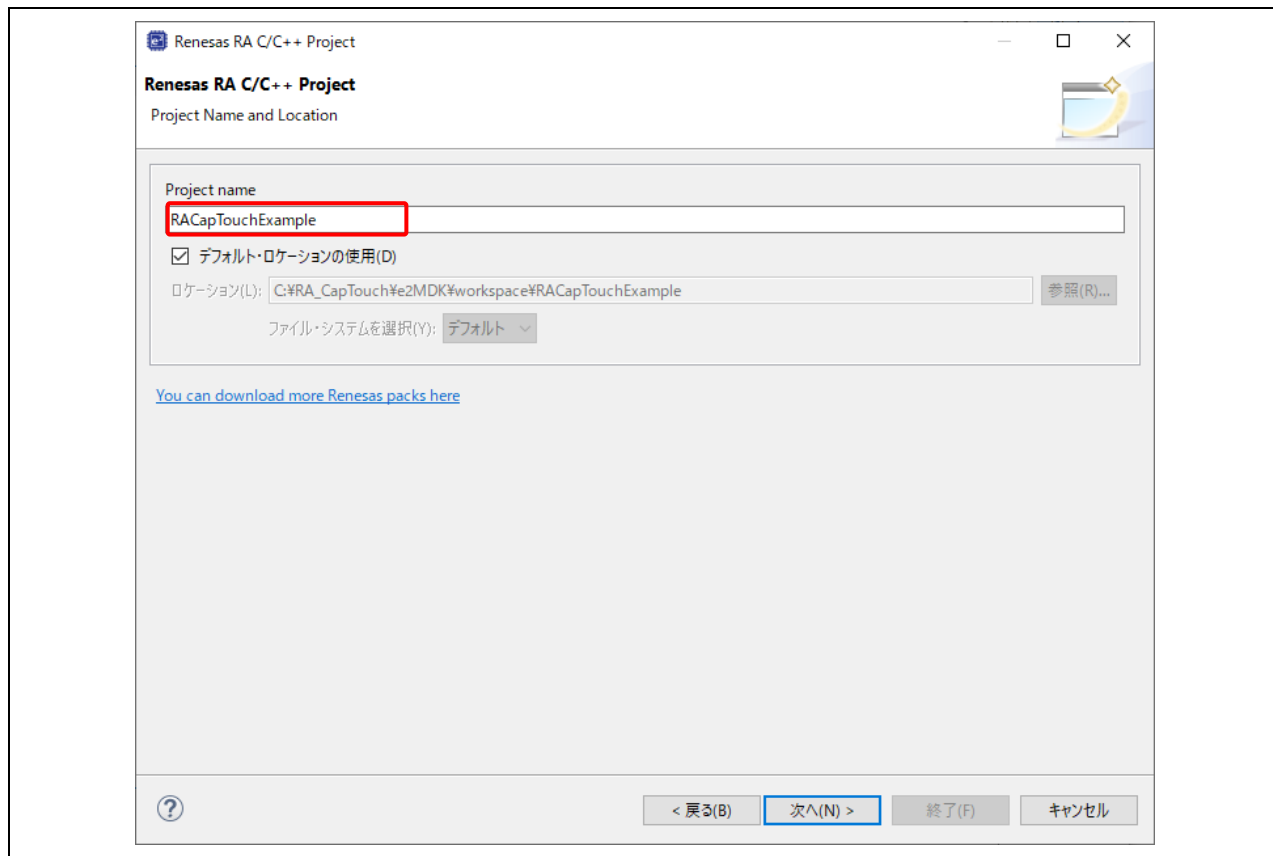 Renesas RA C/C++ Project
Renesas RA C/C++ Project
Project Name and Location
Project name
RACapTouchExample
デフォルト・ロケーションの使用(D)
ロケーション(L): C:¥RA_CapTouch¥e2MDK¥workspace¥RACapTouchExample 参照(R)...
ファイル・システムを選択(Y): デフォルト
You can download more Renesas packs here
? < 戻る(B) 次へ(N) > 終了(F) キャンセル